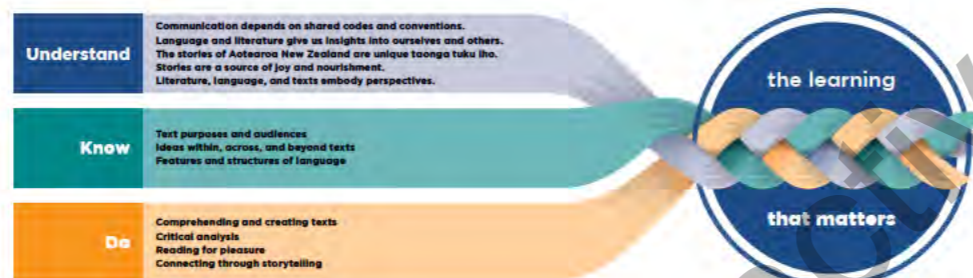 Understand
Communication depends on shared codes and conventions.
Language and literature give us insights into ourselves and others.
The stories of Aotearoa New Zealand are unique taonga tuku iho.
Stories are a source of joy and nourishment.
Literature, language, and texts embody perspectives.
Know
Text purposes and audiences
Ideas within, across, and beyond texts
Features and structures of language
Do
Comprehending and creating texts
Critical analysis
Reading for pleasure
Connecting through storytelling
the learning
that matters